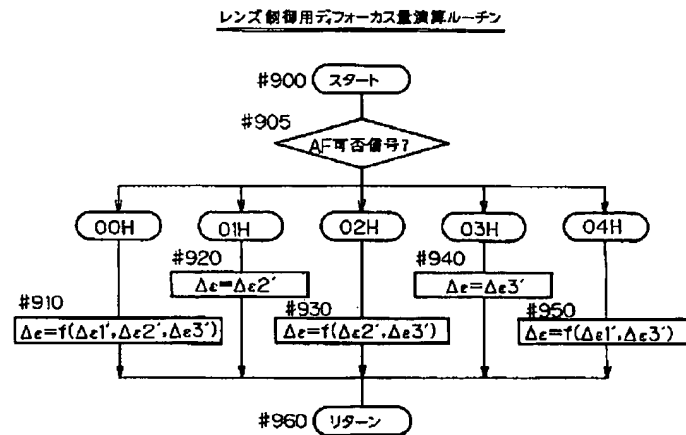 レンズ制御用ディフォーカス量演算ルーチン
#900 スタート
#905
AF可否信号?
00H 01H 02H 03H 04H
#920 #940
Δε=Δε2′ Δε=Δε3′
#910 #930 #950
Δε=f(Δε1′,Δε2′,Δε3′) Δε=f(Δε2′,Δε3′) Δε=f(Δε1′,Δε3′)
#960 リターン